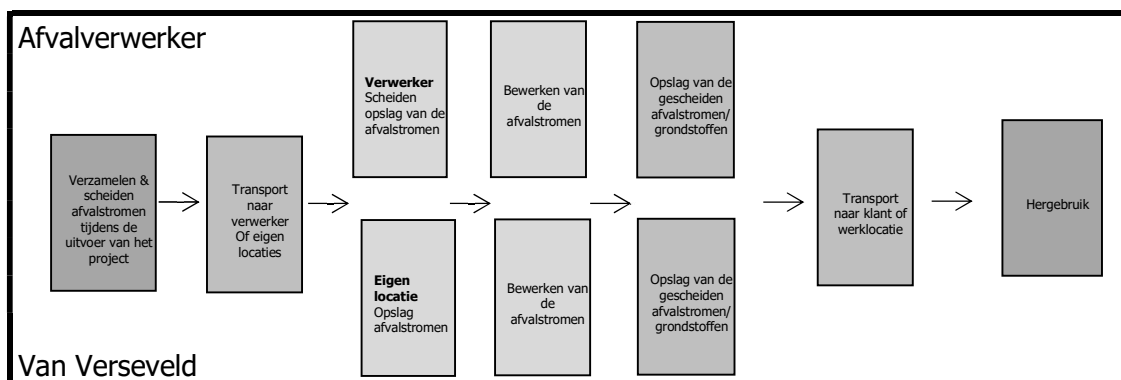 Afvalverwerker
Verzamelen &
scheiden
afvalstromen
tijdens de
uitvoer van het
project
Transport
naar
verwerker
Of eigen
locaties
Verwerker
Scheiden
opslag van de
afvalstromen
Bewerken van
de
afvalstromen
Opslag van de
gescheiden
afvalstromen/
grondstoffen
Eigen
locatie
Opslag
afvalstromen
Bewerken van
de
afvalstromen
Opslag van de
gescheiden
afvalstromen/
grondstoffen
Transport
naar klant of
werklocatie
Hergebruik
Van Verseveld